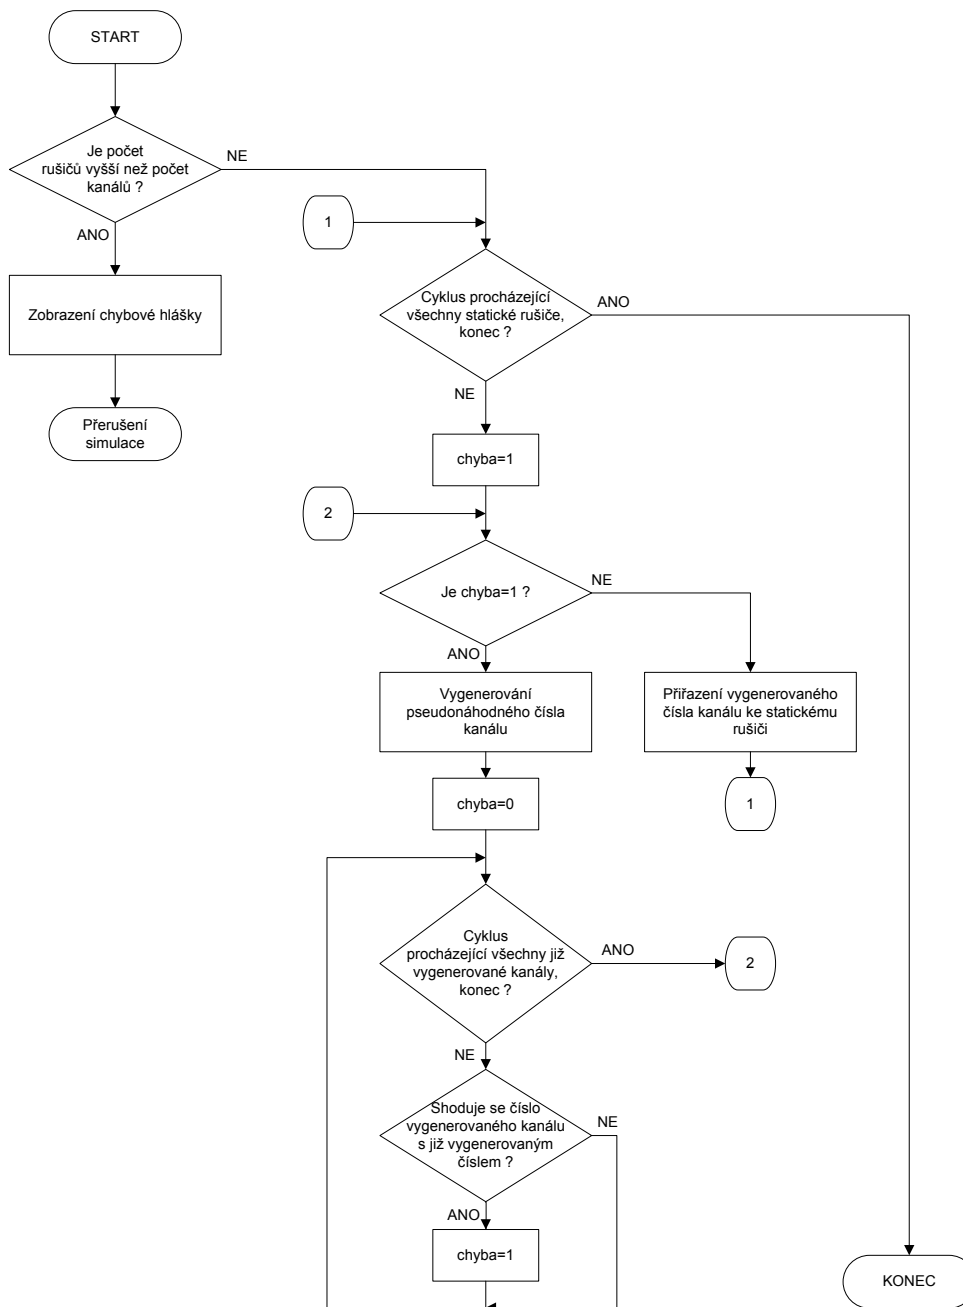 START
Je počet
rušičů vyšší než počet
kanálů ?
NE
ANO
1
Zobrazení chybové hlášky
Cyklus procházející
všechny statické rušiče,
konec ?
ANO
NE
Přerušení
simulace
chyba=1
2
Je chyba=1 ?
NE
ANO
Vygenerování
pseudonáhodného čísla
kanálu
Přiřazení vygenerovaného
čísla kanálu ke statickému
rušiči
chyba=0
1
Cyklus
procházející všechny již
vygenerované kanály,
konec ?
ANO
2
NE
Shoduje se číslo
vygenerovaného kanálu
s již vygenerovaným
číslem ?
NE
ANO
chyba=1
KONEC